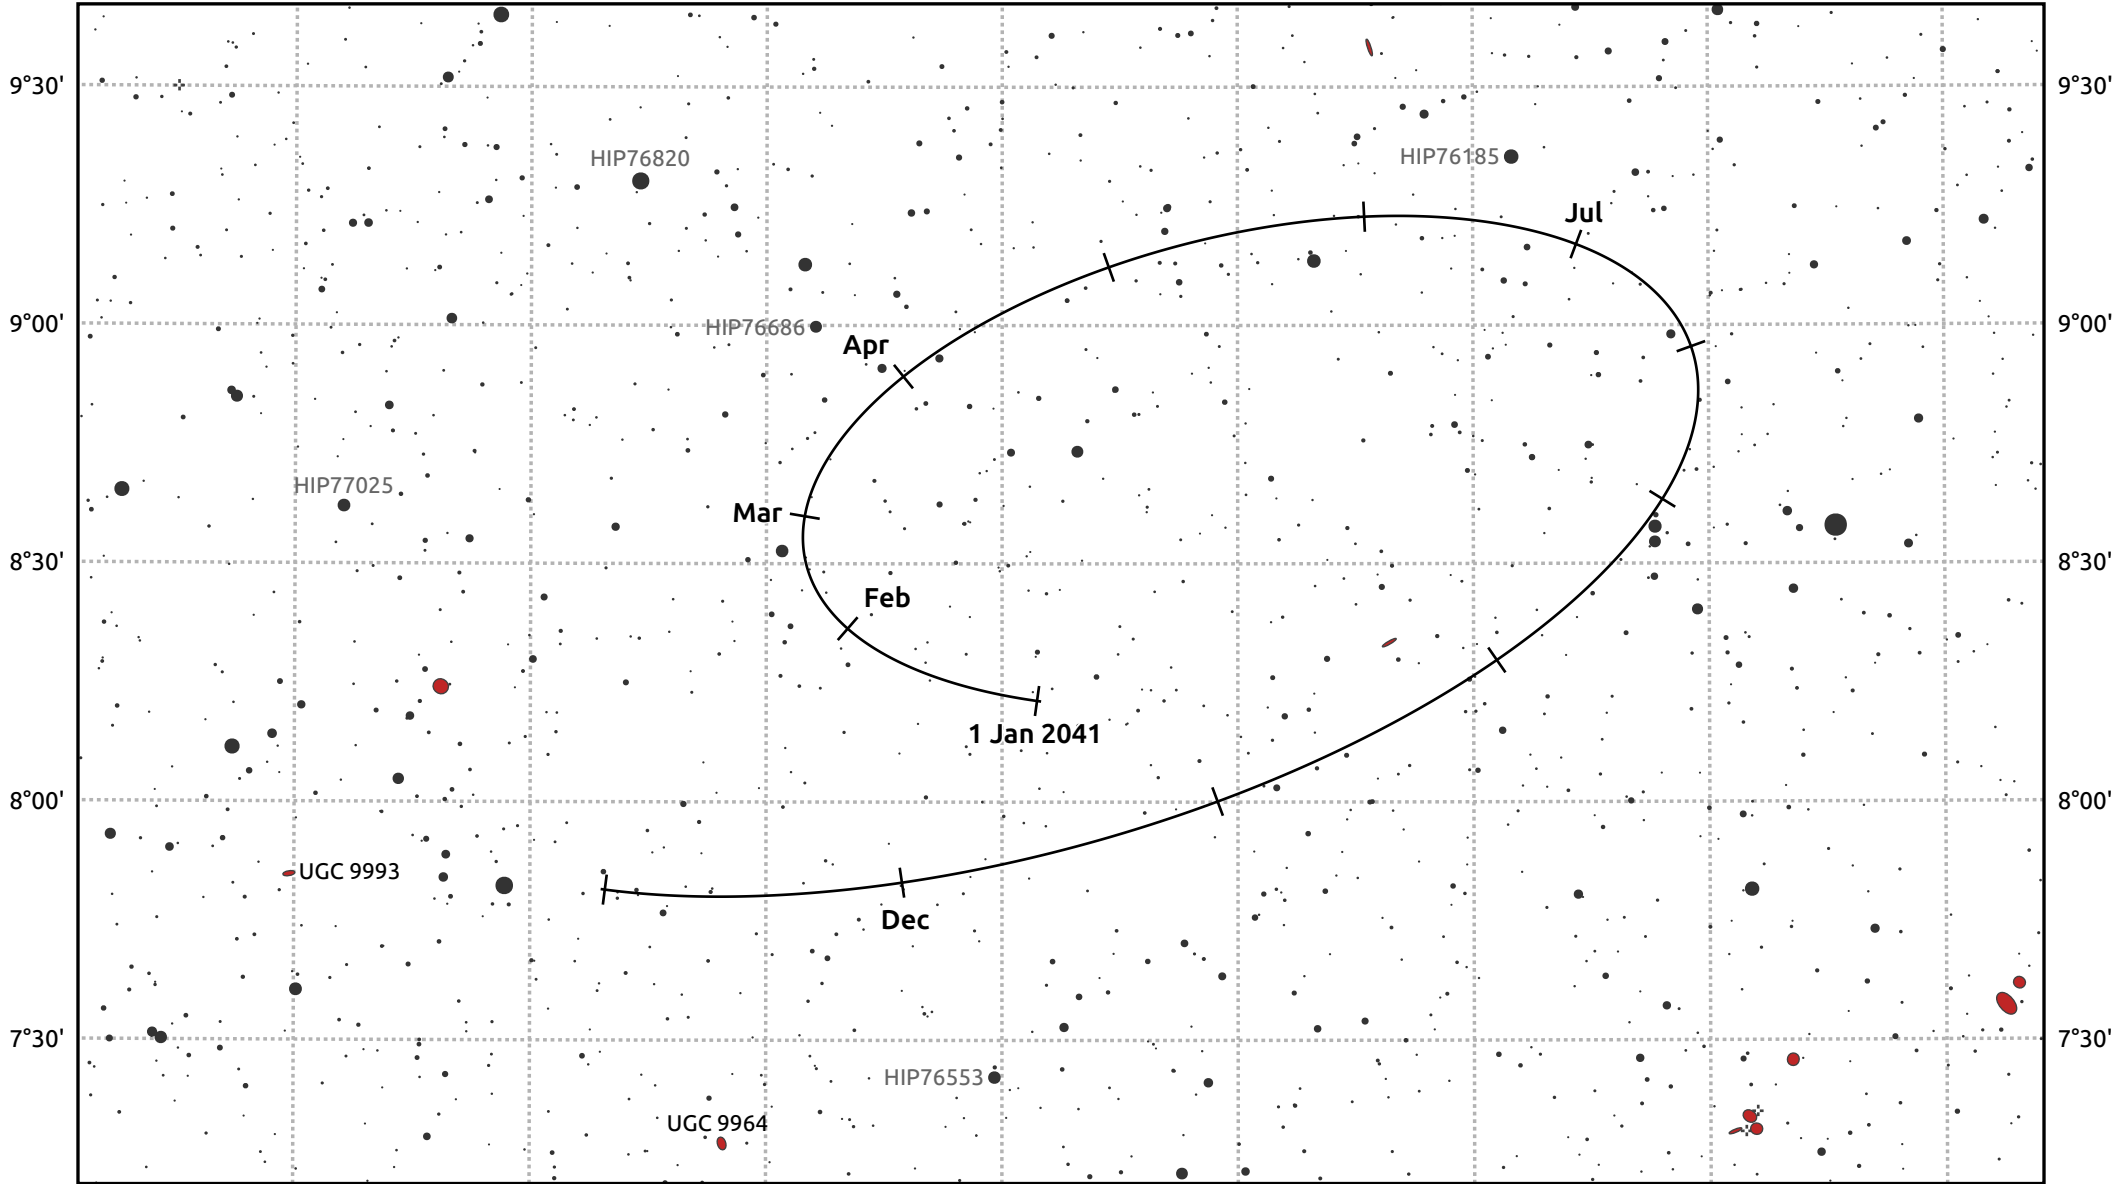 9°30' 9°30'
HIP76820 HIP76185
Jul
9°00' HIP76686 9°00'
Apr
HIP77025 Mar
8°30' 8°30'
Feb
1 Jan 2041
8°00' 8°00'
UGC 9993
Dec
7°30' 7°30'
HIP76553
UGC 9964